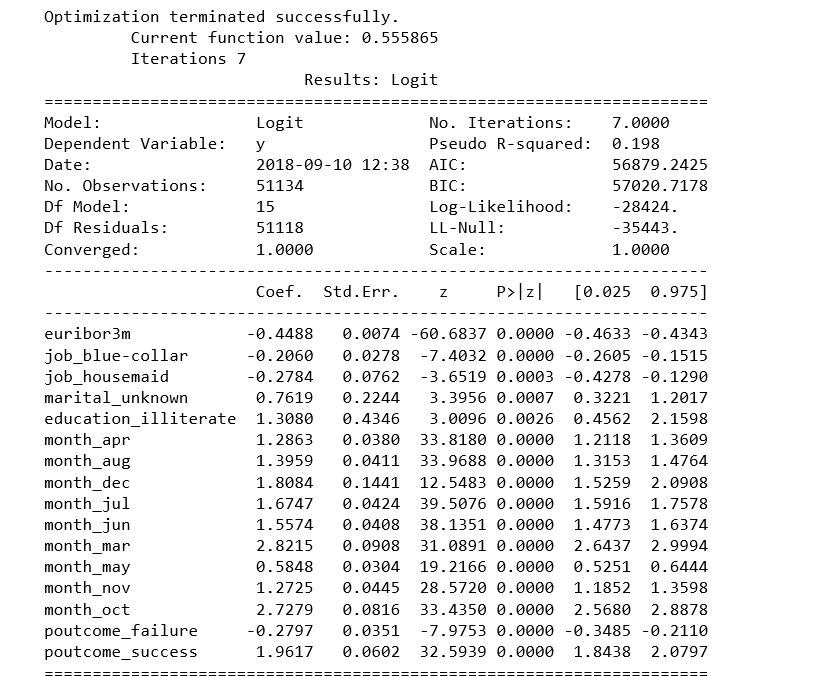 Optimization terminated successfully.
Current function value: 0.555865
Iterations 7
Results: Logit
=====================================================================
Model: Logit No. Iterations: 7.0000
Dependent Variable: y Pseudo R-squared: 0.198
Date: 2018-09-10 12:38 AIC: 56879.2425
No. Observations: 51134 BIC: 57020.7178
Df Model: 15 Log-Likelihood: -28424.
Df Residuals: 51118 LL-Null: -35443.
Converged: 1.0000 Scale: 1.0000
---------------------------------------------------------------------
Coef. Std.Err. z P>|z| [0.025 0.975]
---------------------------------------------------------------------
euribor3m -0.4488 0.0074 -60.6837 0.0000 -0.4633 -0.4343
job_blue-collar -0.2060 0.0278 -7.4032 0.0000 -0.2605 -0.1515
job_housemaid -0.2784 0.0762 -3.6519 0.0003 -0.4278 -0.1290
marital_unknown 0.7619 0.2244 3.3956 0.0007 0.3221 1.2017
education_illiterate 1.3080 0.4346 3.0096 0.0026 0.4562 2.1598
month_apr 1.2863 0.0380 33.8180 0.0000 1.2118 1.3609
month_aug 1.3959 0.0411 33.9688 0.0000 1.3153 1.4764
month_dec 1.8084 0.1441 12.5483 0.0000 1.5259 2.0908
month_jul 1.6747 0.0424 39.5076 0.0000 1.5916 1.7578
month_jun 1.5574 0.0408 38.1351 0.0000 1.4773 1.6374
month_mar 2.8215 0.0908 31.0891 0.0000 2.6437 2.9994
month_may 0.5848 0.0304 19.2166 0.0000 0.5251 0.6444
month_nov 1.2725 0.0445 28.5720 0.0000 1.1852 1.3598
month_oct 2.7279 0.0816 33.4350 0.0000 2.5680 2.8878
poutcome_failure -0.2797 0.0351 -7.9753 0.0000 -0.3485 -0.2110
poutcome_success 1.9617 0.0602 32.5939 0.0000 1.8438 2.0797
=====================================================================